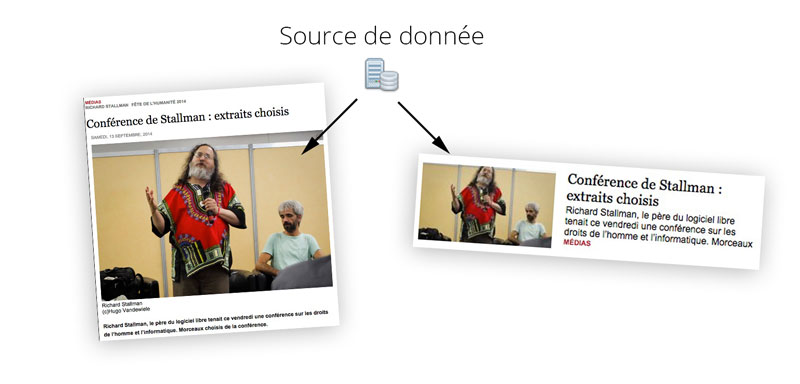 Source de donnée
MÉDIAS
RICHARD STALLMAN FÊTE DE L'HUMANITÉ 2014
Conférence de Stallman : extraits choisis
SAMEDI, 13 SEPTEMBRE, 2014
Richard Stallman
(c)Hugo Vandewiele
Richard Stallman, le père du logiciel libre tenait ce vendredi une conférence sur les droits
de l'homme et l'informatique. Morceaux choisis de la conférence.
Conférence de Stallman :
extraits choisis
Richard Stallman, le père du logiciel libre
tenait ce vendredi une conférence sur les
droits de l'homme et l'informatique. Morceaux
MÉDIAS